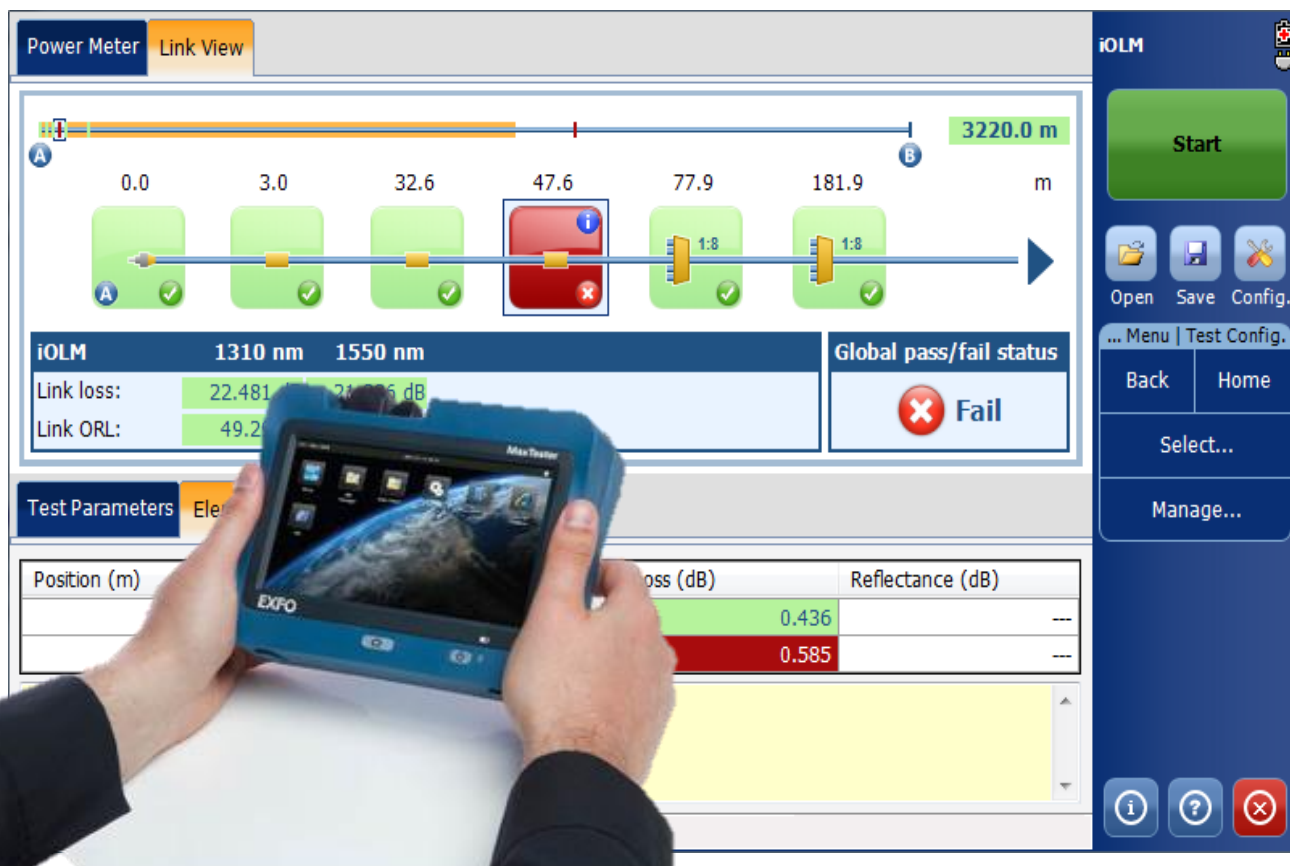 Power Meter Link View
iOLM
3220.0 m
A
B
Start
0.0 3.0 32.6 47.6 77.9 181.9 m
i
1:8 1:8
A
Open Save Config.
iOLM 1310 nm 1550 nm Global pass/fail status
Link loss: 22.481
dB
Link ORL:
Fail
... Menu | Test Config.
Back Home
Select...
Manage...
Test Parameters
MaxTester
Position (m) Reflectance (dB)
(dB)
0.436 ---
0.585 ---
EXFO
i ?